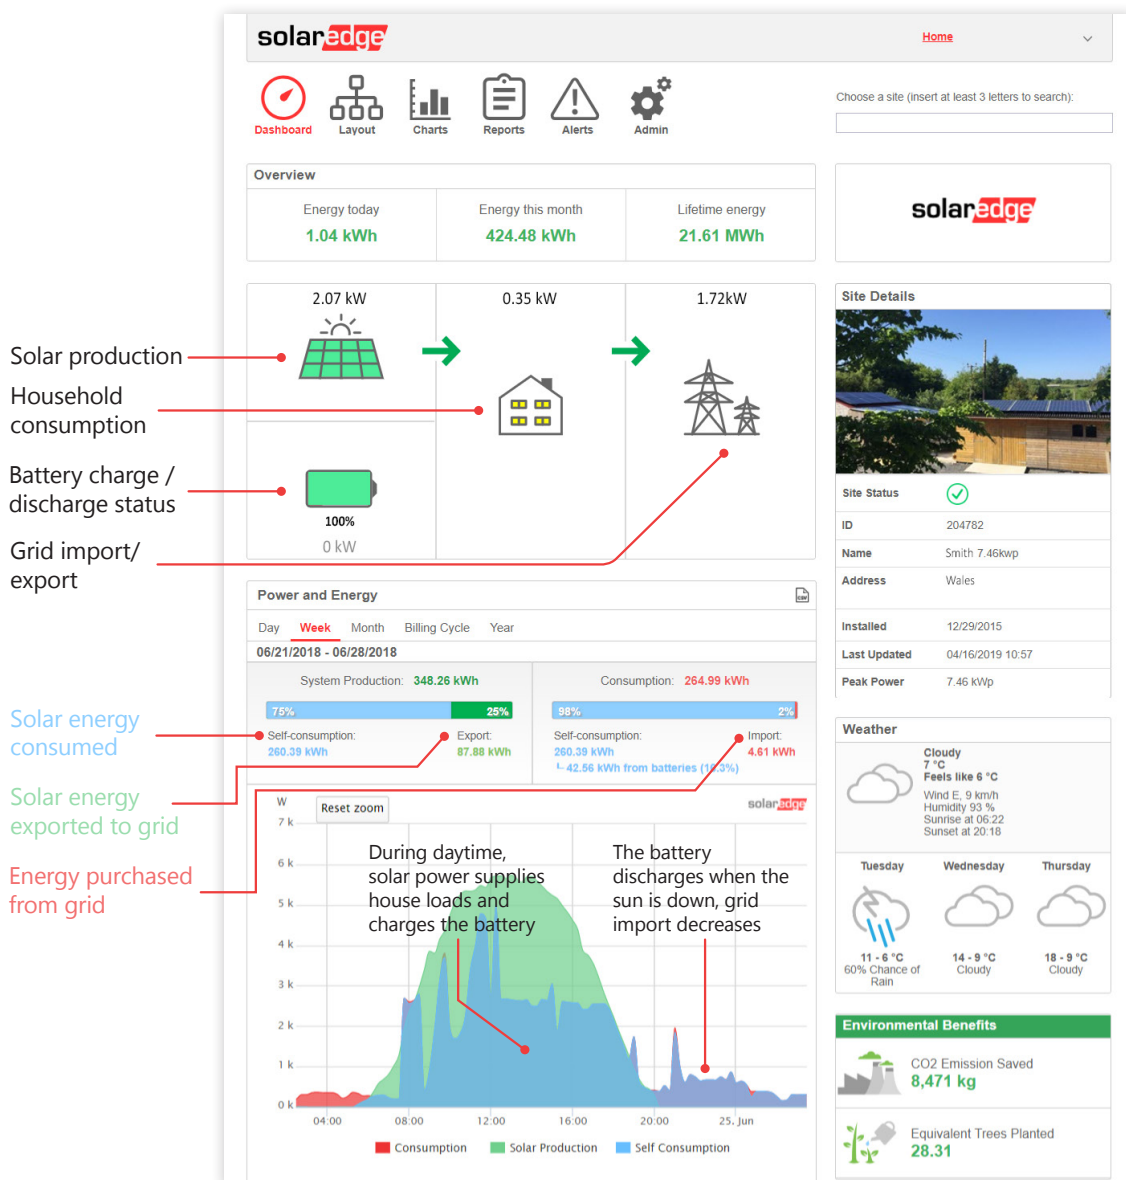 solaredge
Home
Dashboard
Layout
Charts
Reports
Alerts
Admin
Choose a site (insert at least 3 letters to search):
Overview
Energy today
1.04 kWh
Energy this month
424.48 kWh
Lifetime energy
21.61 MWh
solaredge
2.07 kW
0.35 kW
1.72kW
100%
0 kW
Solar production
Household
consumption
Battery charge /
discharge status
Grid import/
export
Site Details
Site Status
ID 204782
Name Smith 7.46kwp
Address Wales
Installed 12/29/2015
Last Updated 04/16/2019 10:57
Peak Power 7.46 kWp
Power and Energy
CSV
Day Week Month Billing Cycle Year
06/21/2018 - 06/28/2018
System Production: 348.26 kWh
75% 25%
Self-consumption:
260.39 kWh
Export:
87.88 kWh
Consumption: 264.99 kWh
98% 2%
Self-consumption:
260.39 kWh
42.56 kWh from batteries (16.3%)
Import:
4.61 kWh
Solar energy
consumed
Solar energy
exported to grid
Energy purchased
from grid
W
Reset zoom
solaredge
7 k
6 k
5 k
4 k
3 k
2 k
1 k
0 k
During daytime,
solar power supplies
house loads and
charges the battery
The battery
discharges when the
sun is down, grid
import decreases
04:00 08:00 12:00 16:00 20:00 25. Jun
Consumption Solar Production Self Consumption
Weather
Cloudy
7 °C
Feels like 6 °C
Wind E, 9 km/h
Humidity 93 %
Sunrise at 06:22
Sunset at 20:18
Tuesday
11 - 6 °C
60% Chance of
Rain
Wednesday
14 - 9 °C
Cloudy
Thursday
18 - 9 °C
Cloudy
Environmental Benefits
CO2 Emission Saved
8,471 kg
Equivalent Trees Planted
28.31